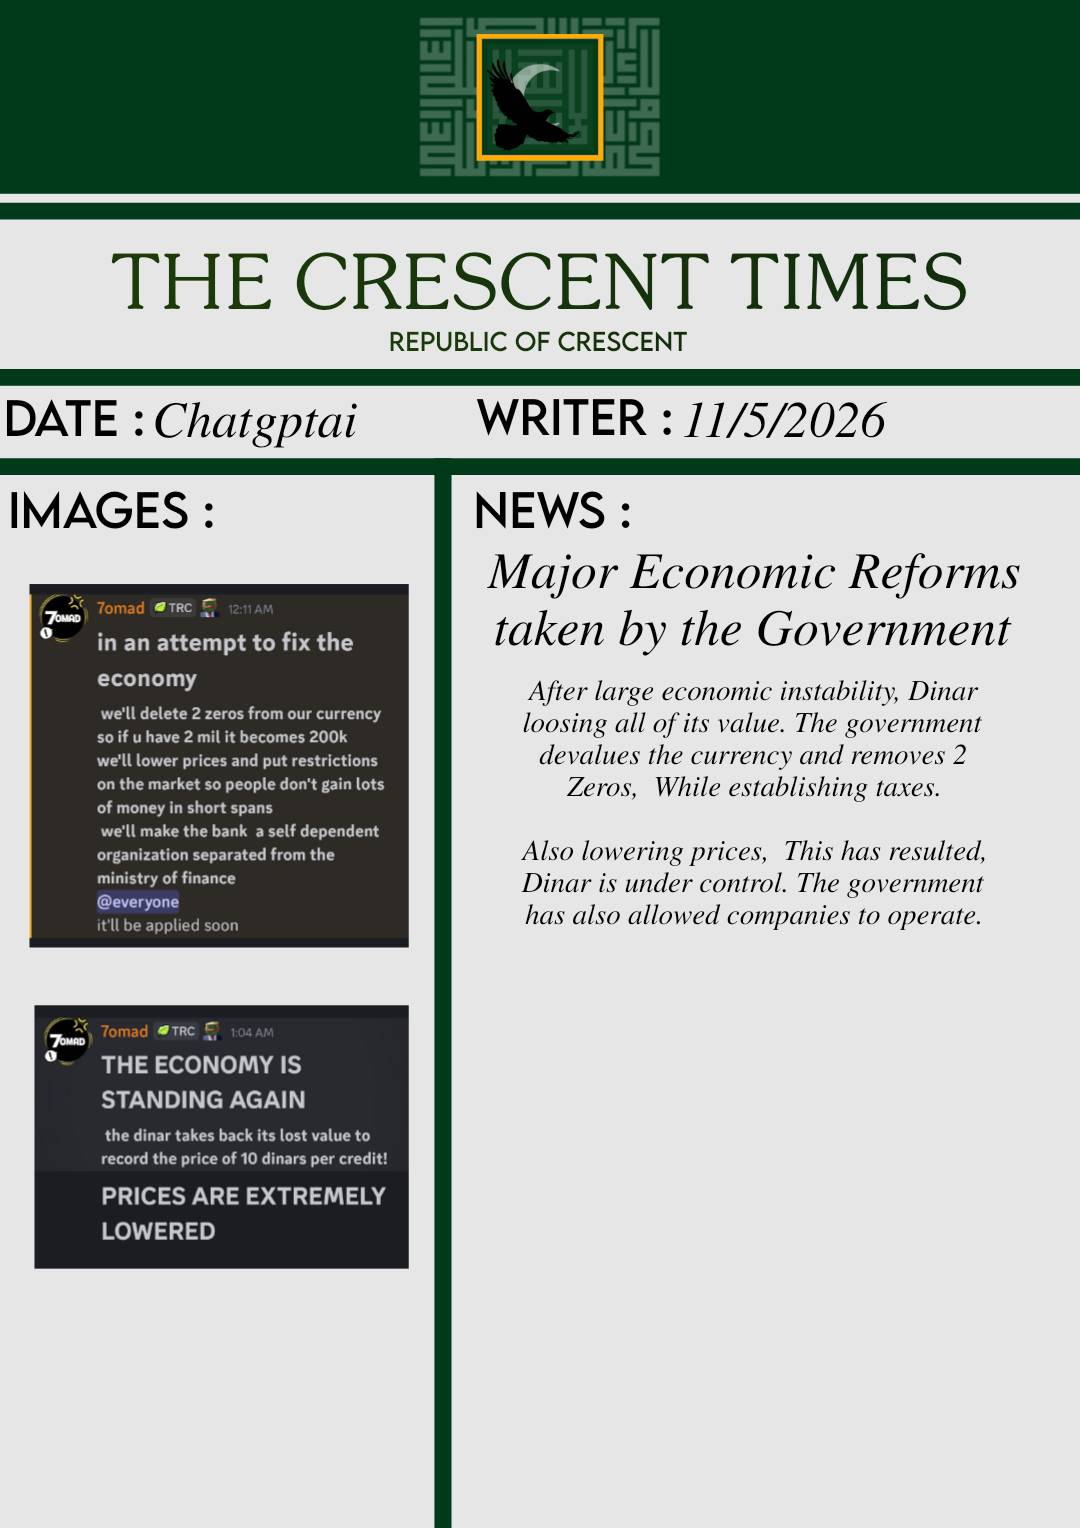 THE CRESCENT TIMES
REPUBLIC OF CRESCENT
DATE : Chatgptai
WRITER : 11/5/2026
IMAGES :
7omad TRC 12:11 AM
in an attempt to fix the
economy
we'll delete 2 zeros from our currency
so if u have 2 mil it becomes 200k
we'll lower prices and put restrictions
on the market so people don't gain lots
of money in short spans
we'll make the bank a self dependent
organization separated from the
ministry of finance
@everyone
it'll be applied soon
7omad TRC 1:04 AM
THE ECONOMY IS
STANDING AGAIN
the dinar takes back its lost value to
record the price of 10 dinars per credit!
PRICES ARE EXTREMELY
LOWERED
NEWS :
Major Economic Reforms
taken by the Government
After large economic instability, Dinar
loosing all of its value. The government
devalues the currency and removes 2
Zeros, While establishing taxes.
Also lowering prices, This has resulted,
Dinar is under control. The government
has also allowed companies to operate.